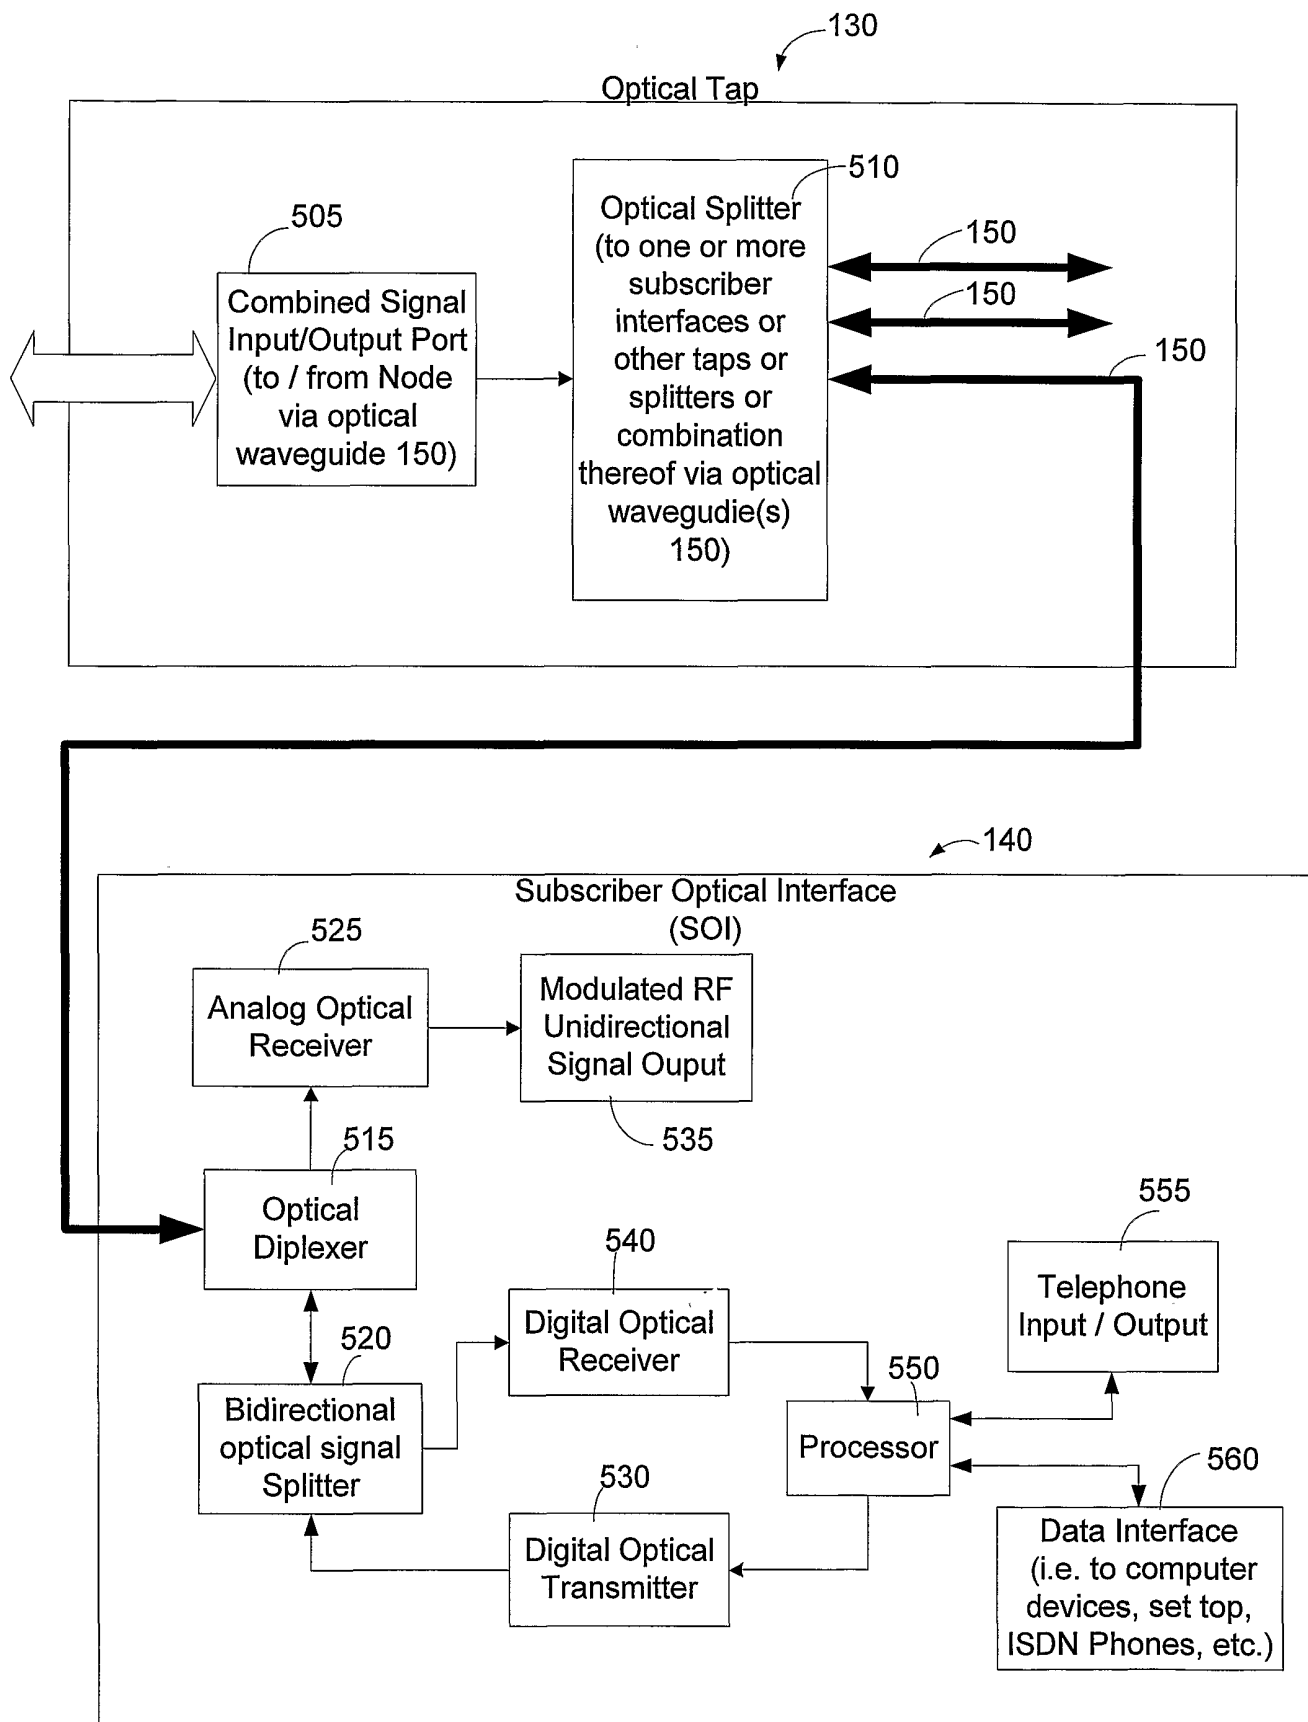 130
Optical Tap
510
505
Optical Splitter
(to one or more
subscriber
interfaces or
other taps or
splitters or
combination
thereof via optical
wavegudie(s)
150)
150
150
150
Combined Signal
Input/Output Port
(to / from Node
via optical
waveguide 150)
140
Subscriber Optical Interface
(SOI)
525
Analog Optical
Receiver
Modulated RF
Unidirectional
Signal Ouput
535
515
Optical
Diplexer
540
Digital Optical
Receiver
555
Telephone
Input / Output
520
Bidirectional
optical signal
Splitter
550
Processor
530
Digital Optical
Transmitter
560
Data Interface
(i.e. to computer
devices, set top,
ISDN Phones, etc.)